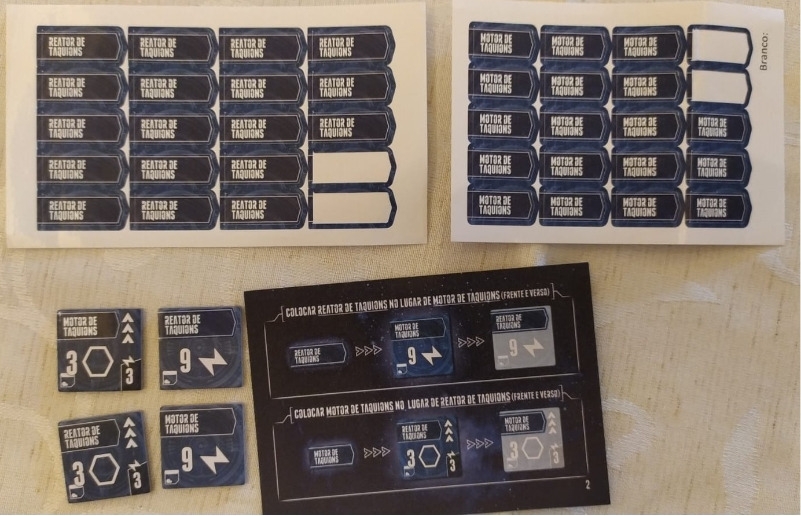 REATOR DE REATOR DE REATOR DE REATOR DE
TAQUIONS TAQUIONS TAQUIONS TAQUIONS
REATOR DE REATOR DE REATOR DE REATOR DE
TAQUIONS TAQUIONS TAQUIONS TAQUIONS
REATOR DE REATOR DE REATOR DE REATOR DE
TAQUIONS TAQUIONS TAQUIONS TAQUIONS
REATOR DE REATOR DE REATOR DE
TAQUIONS TAQUIONS TAQUIONS
REATOR DE REATOR DE REATOR DE
TAQUIONS TAQUIONS TAQUIONS
MOTOR DE MOTOR DE MOTOR DE
TAQUIONS TAQUIONS TAQUIONS
MOTOR DE MOTOR DE MOTOR DE
TAQUIONS TAQUIONS TAQUIONS
MOTOR DE MOTOR DE MOTOR DE MOTOR DE
TAQUIONS TAQUIONS TAQUIONS TAQUIONS
MOTOR DE MOTOR DE MOTOR DE MOTOR DE
TAQUIONS TAQUIONS TAQUIONS TAQUIONS
MOTOR DE MOTOR DE MOTOR DE MOTOR DE
TAQUIONS TAQUIONS TAQUIONS TAQUIONS
Branco:
MOTOR DE
TAQUIONS
3
3
REATOR DE
TAQUIONS
9
REATOR DE
TAQUIONS
3
3
MOTOR DE
TAQUIONS
9
COLOCAR REATOR DE TAQUIONS NO LUGAR DE MOTOR DE TAQUIONS (FRENTE E VERSO)
REATOR DE
TAQUIONS
MOTOR DE
TAQUIONS
9
REATOR DE
TAQUIONS
9
COLOCAR MOTOR DE TAQUIONS NO LUGAR DE REATOR DE TAQUIONS (FRENTE E VERSO)
MOTOR DE
TAQUIONS
REATOR DE
TAQUIONS
3
3
MOTOR DE
TAQUIONS
3
3
2